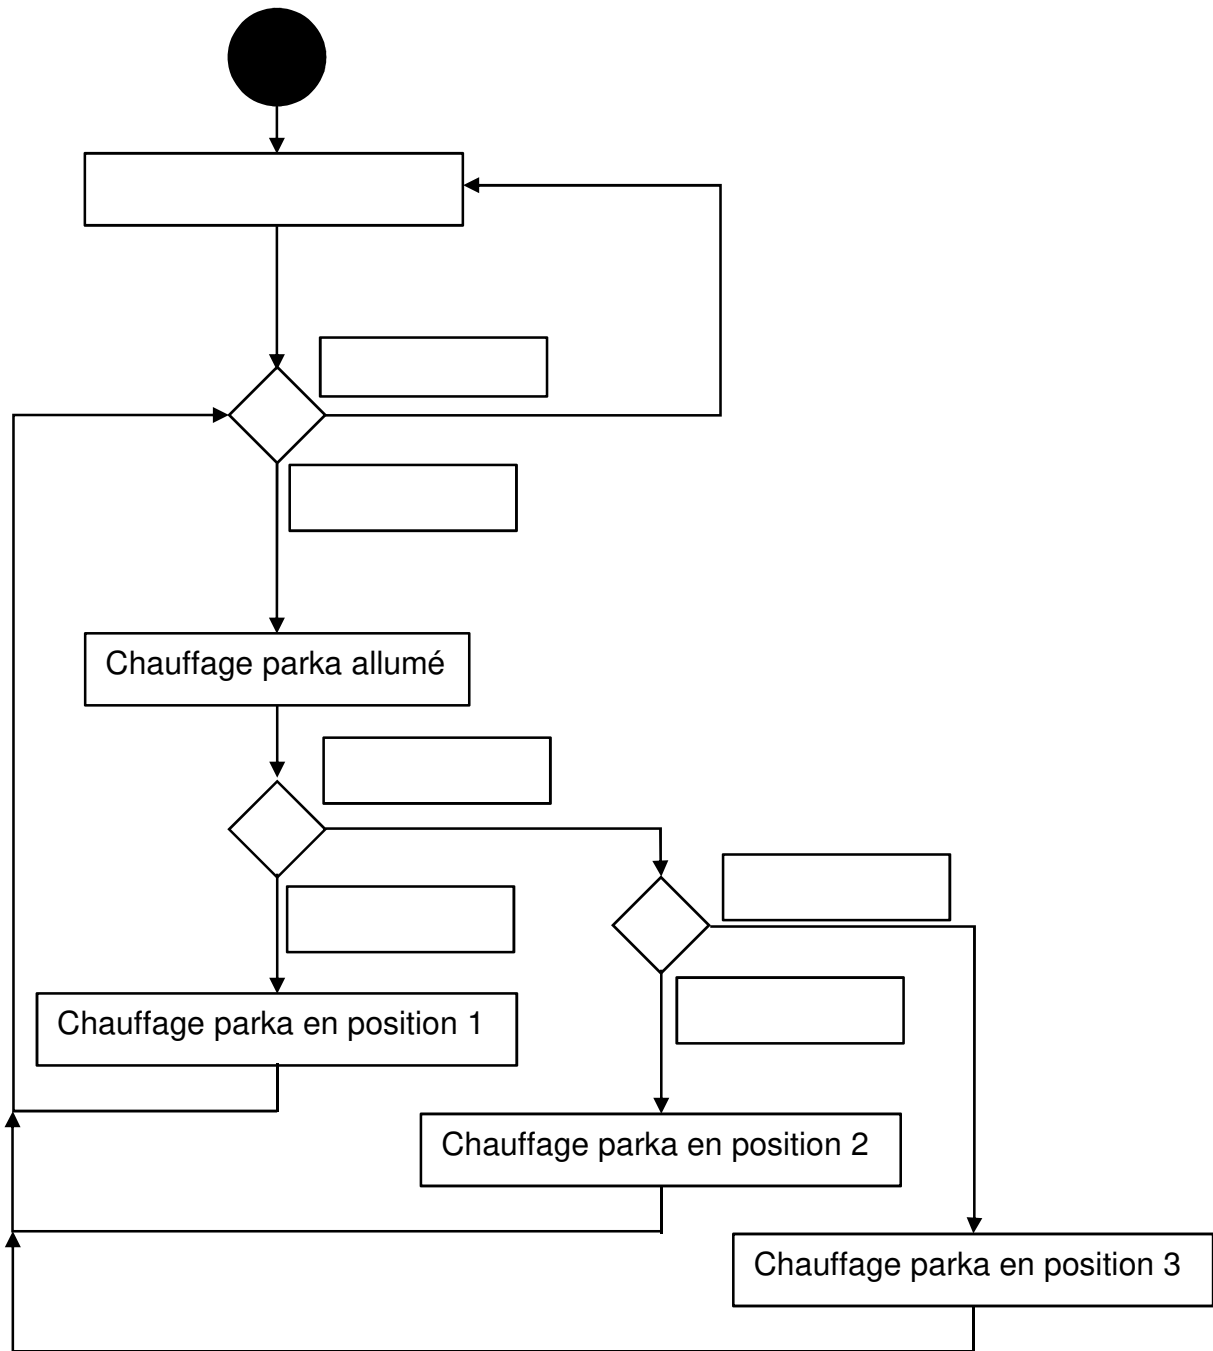 Chauffage parka allumé
Chauffage parka en position 1
Chauffage parka en position 2
Chauffage parka en position 3